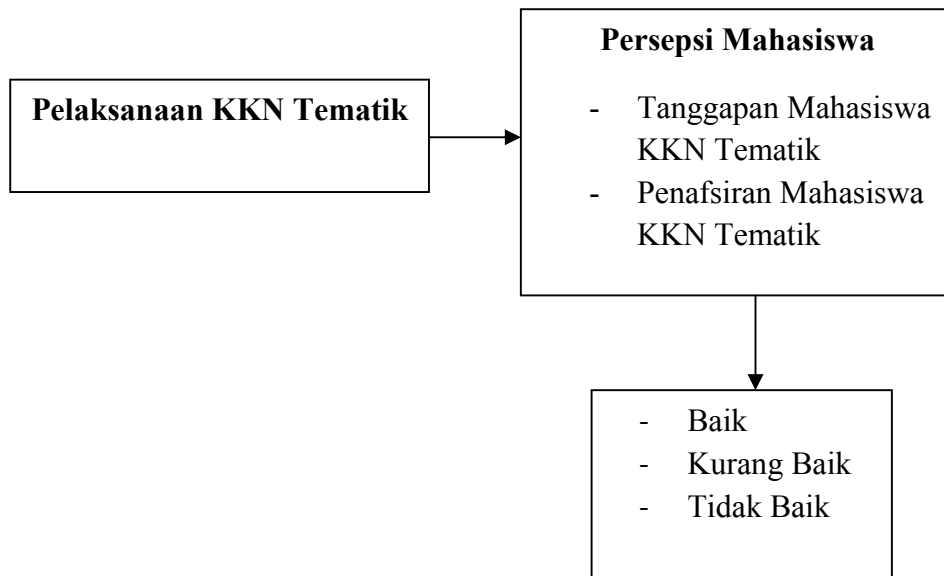 Persepsi Mahasiswa
Pelaksanaan KKN Tematik
- Tanggapan Mahasiswa
KKN Tematik
- Penafsiran Mahasiswa
KKN Tematik
- Baik
- Kurang Baik
- Tidak Baik